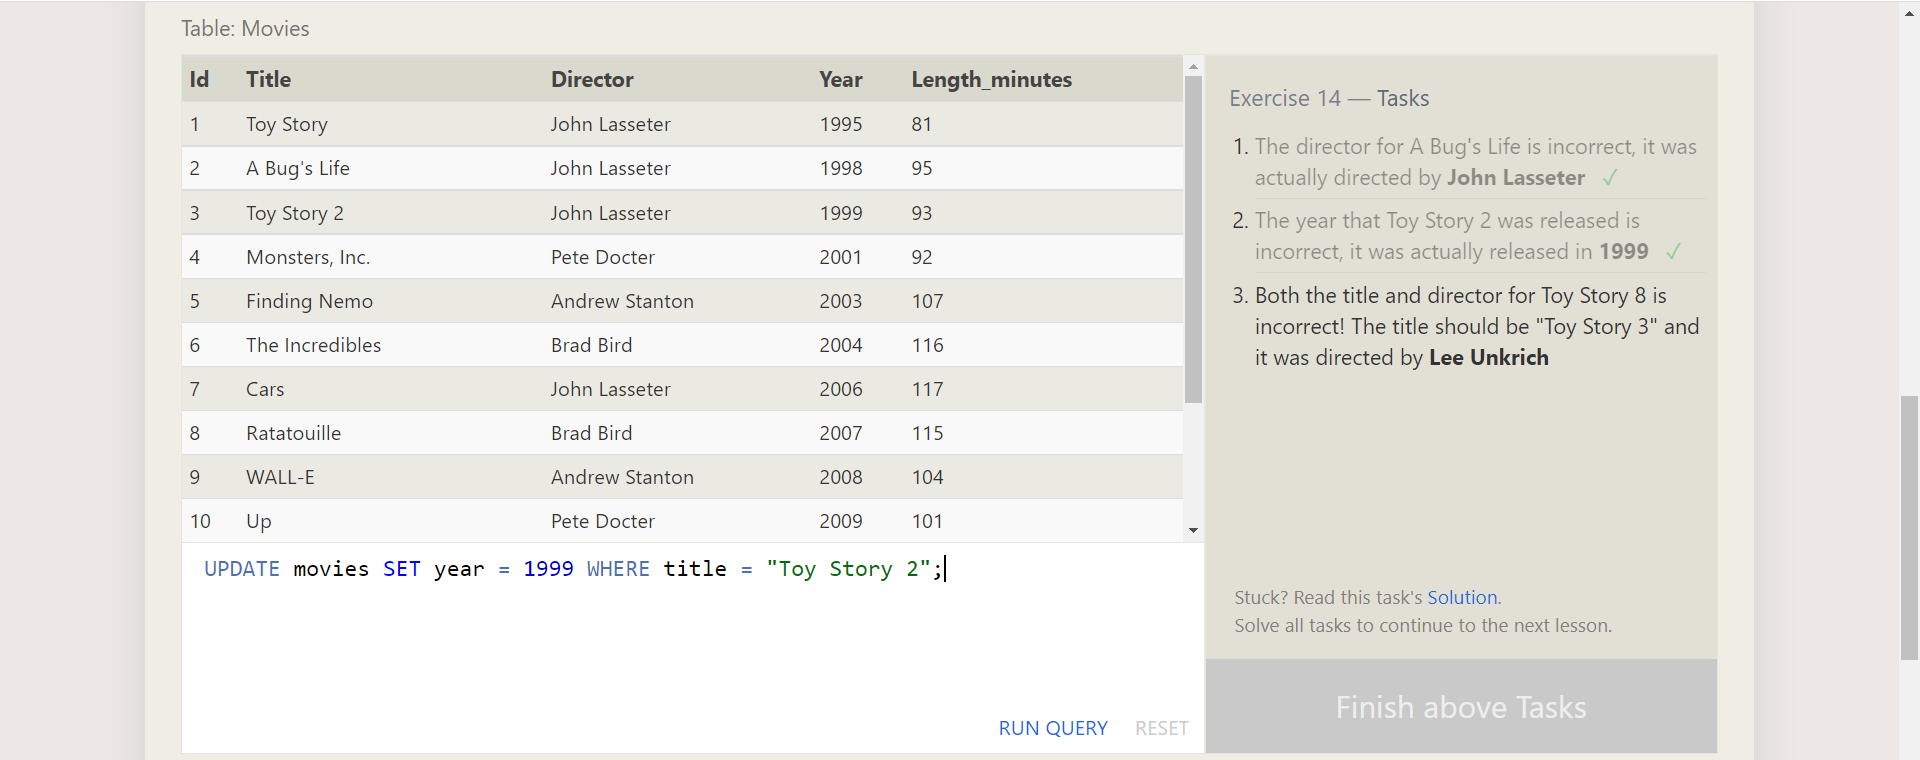 Table: Movies
Id Title Director Year Length_minutes
1 Toy Story John Lasseter 1995 81
2 A Bug's Life John Lasseter 1998 95
3 Toy Story 2 John Lasseter 1999 93
4 Monsters, Inc. Pete Docter 2001 92
5 Finding Nemo Andrew Stanton 2003 107
6 The Incredibles Brad Bird 2004 116
7 Cars John Lasseter 2006 117
8 Ratatouille Brad Bird 2007 115
9 WALL-E Andrew Stanton 2008 104
10 Up Pete Docter 2009 101
UPDATE movies SET year = 1999 WHERE title = "Toy Story 2";
RUN QUERY RESET
Exercise 14 — Tasks
1. The director for A Bug's Life is incorrect, it was
actually directed by John Lasseter ✓
2. The year that Toy Story 2 was released is
incorrect, it was actually released in 1999 ✓
3. Both the title and director for Toy Story 8 is
incorrect! The title should be "Toy Story 3" and
it was directed by Lee Unkrich
Stuck? Read this task's Solution.
Solve all tasks to continue to the next lesson.
Finish above Tasks